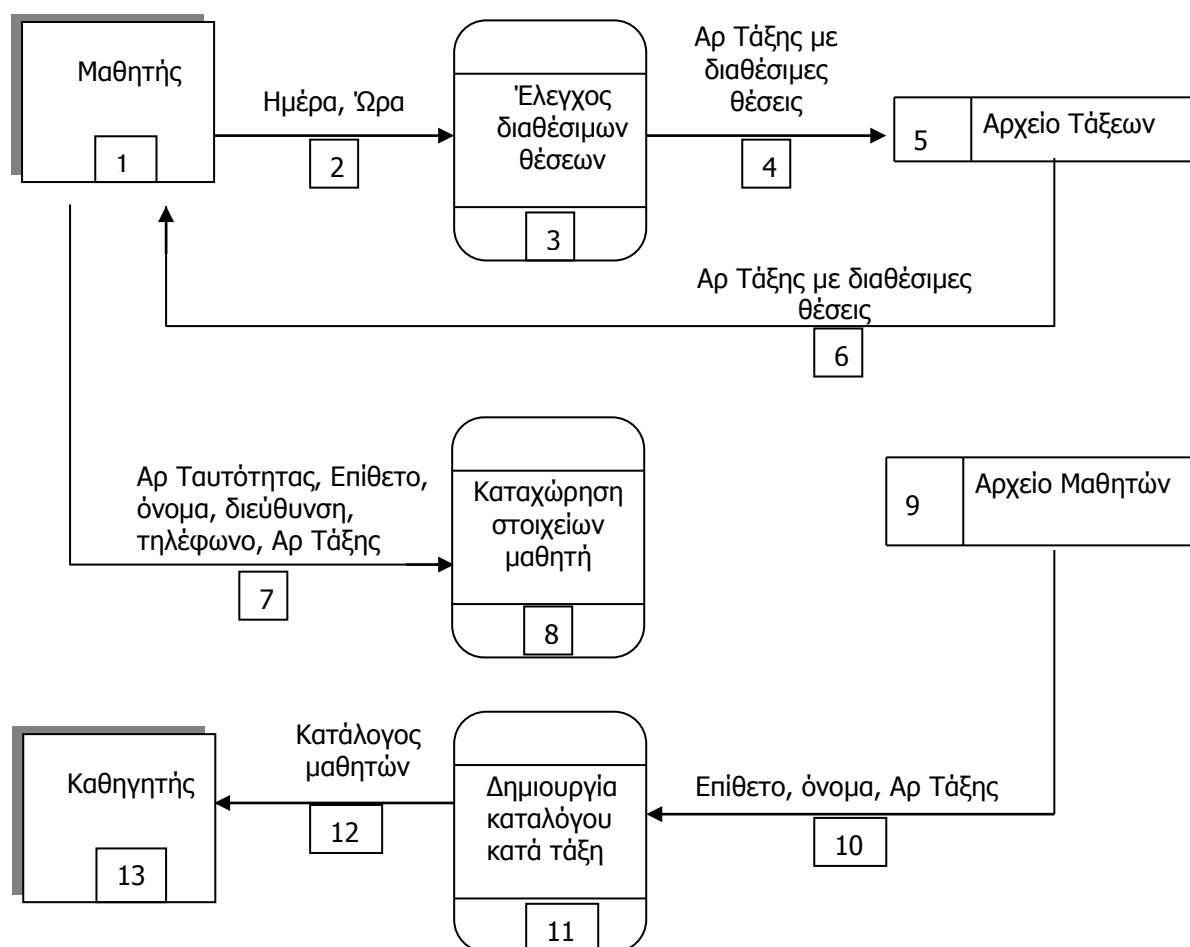 Μαθητής
1
Ημέρα, Ώρα
2
Έλεγχος
διαθέσιμων
θέσεων
3
Αρ Τάξης με
διαθέσιμες
θέσεις
4
5
Αρχείο Τάξεων
Αρ Τάξης με διαθέσιμες
θέσεις
6
Αρ Ταυτότητας, Επίθετο,
όνομα, διεύθυνση,
τηλέφωνο, Αρ Τάξης
7
Καταχώρηση
στοιχείων
μαθητή
8
9
Αρχείο Μαθητών
Επίθετο, όνομα, Αρ Τάξης
10
Δημιουργία
καταλόγου
κατά τάξη
11
Κατάλογος
μαθητών
12
Καθηγητής
13